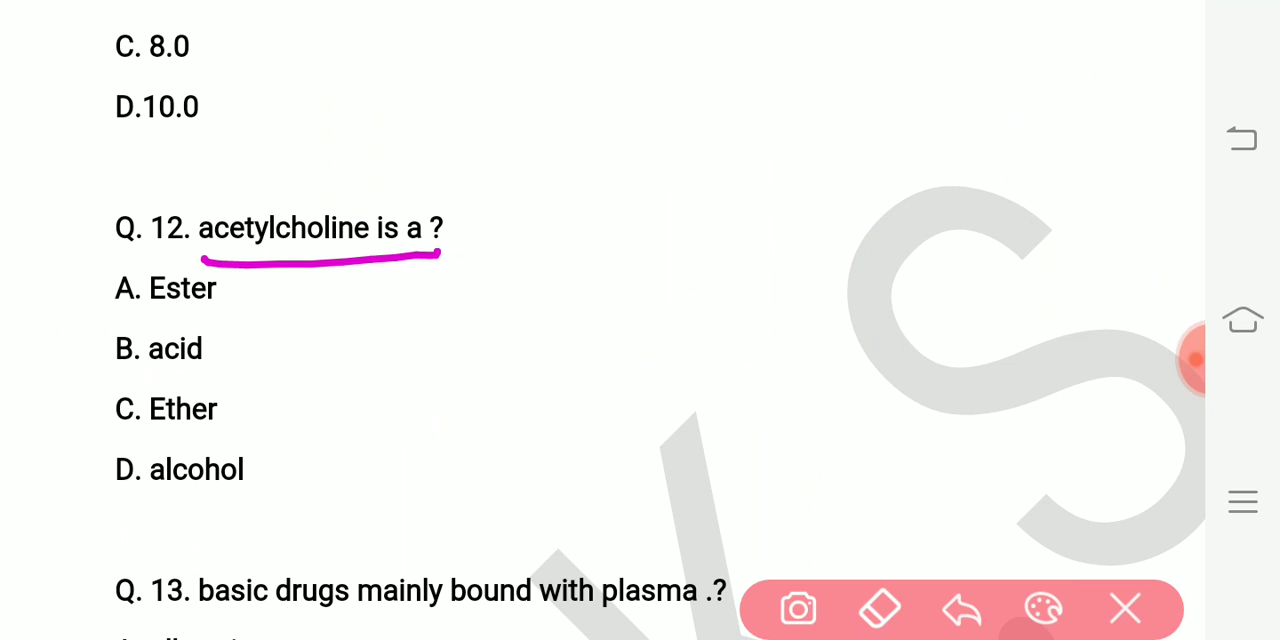 C. 8.0
D.10.0
Q. 12. acetylcholine is a ?
A. Ester
B. acid
C. Ether
D. alcohol
Q. 13. basic drugs mainly bound with plasma .?